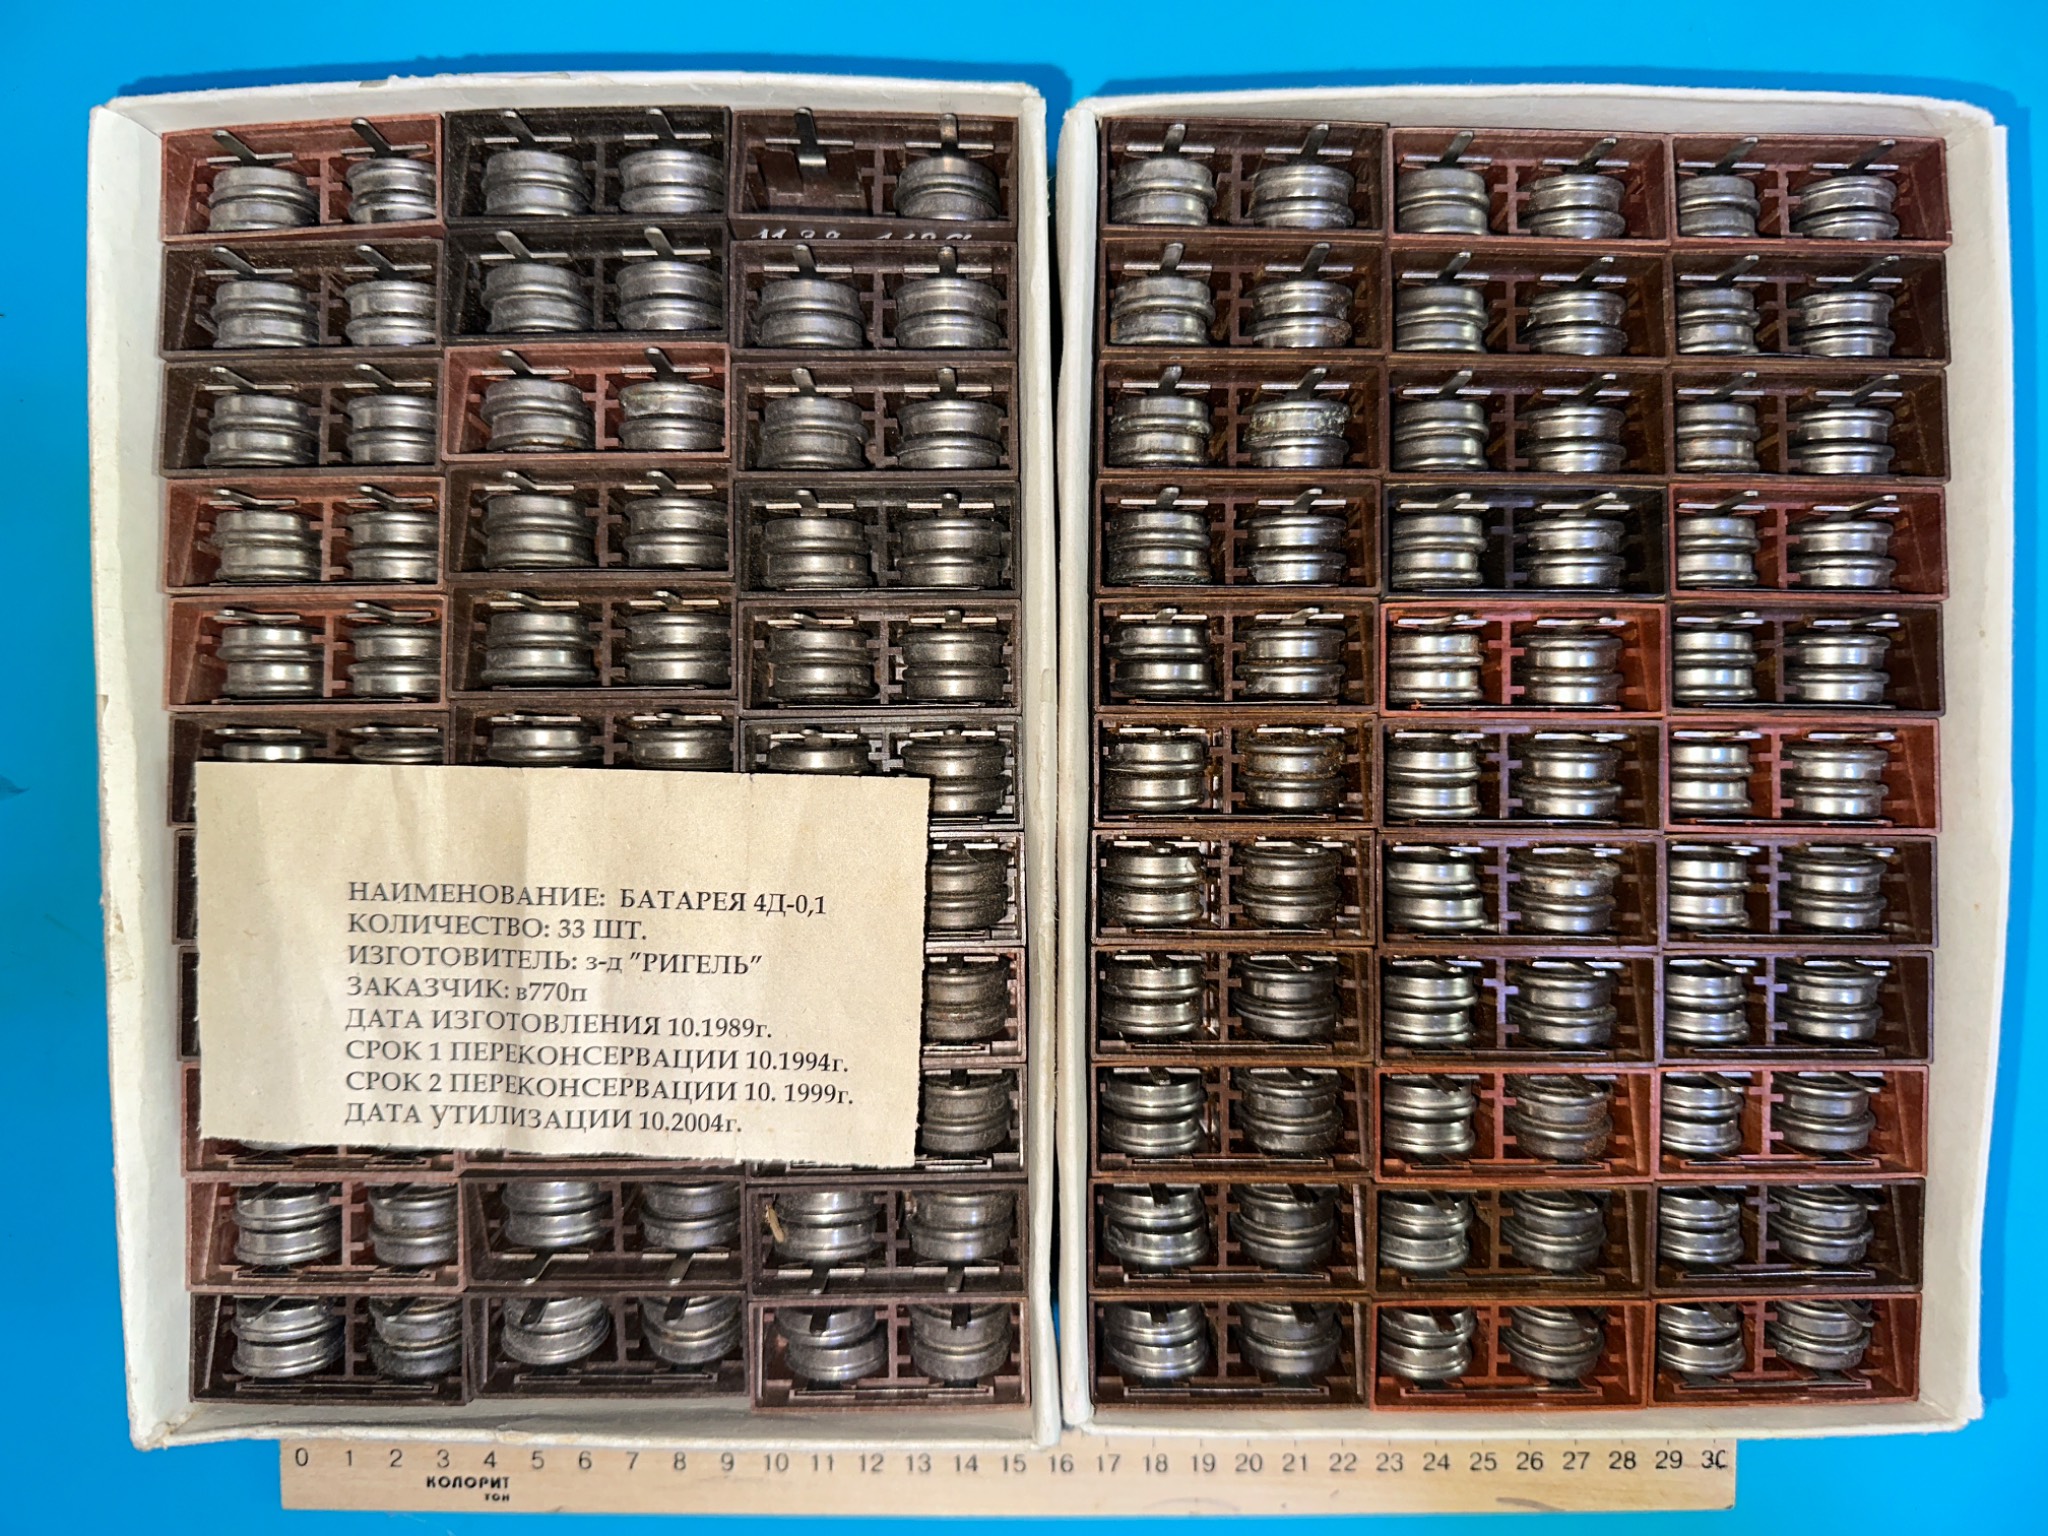 НАИМЕНОВАНИЕ: БАТАРЕЯ 4Д-0,1
КОЛИЧЕСТВО: 33 ШТ.
ИЗГОТОВИТЕЛЬ: з-д "РИГЕЛЬ"
ЗАКАЗЧИК: в770п
ДАТА ИЗГОТОВЛЕНИЯ 10.1989г.
СРОК 1 ПЕРЕКОНСЕРВАЦИИ 10.1994г.
СРОК 2 ПЕРЕКОНСЕРВАЦИИ 10. 1999г.
ДАТА УТИЛИЗАЦИИ 10.2004г.
0 1 2 3 4 5 6 7 8 9 10 11 12 13 14 15 16 17 18 19 20 21 22 23 24 25 26 27 28 29 30
КОЛОРИТ
ТОН